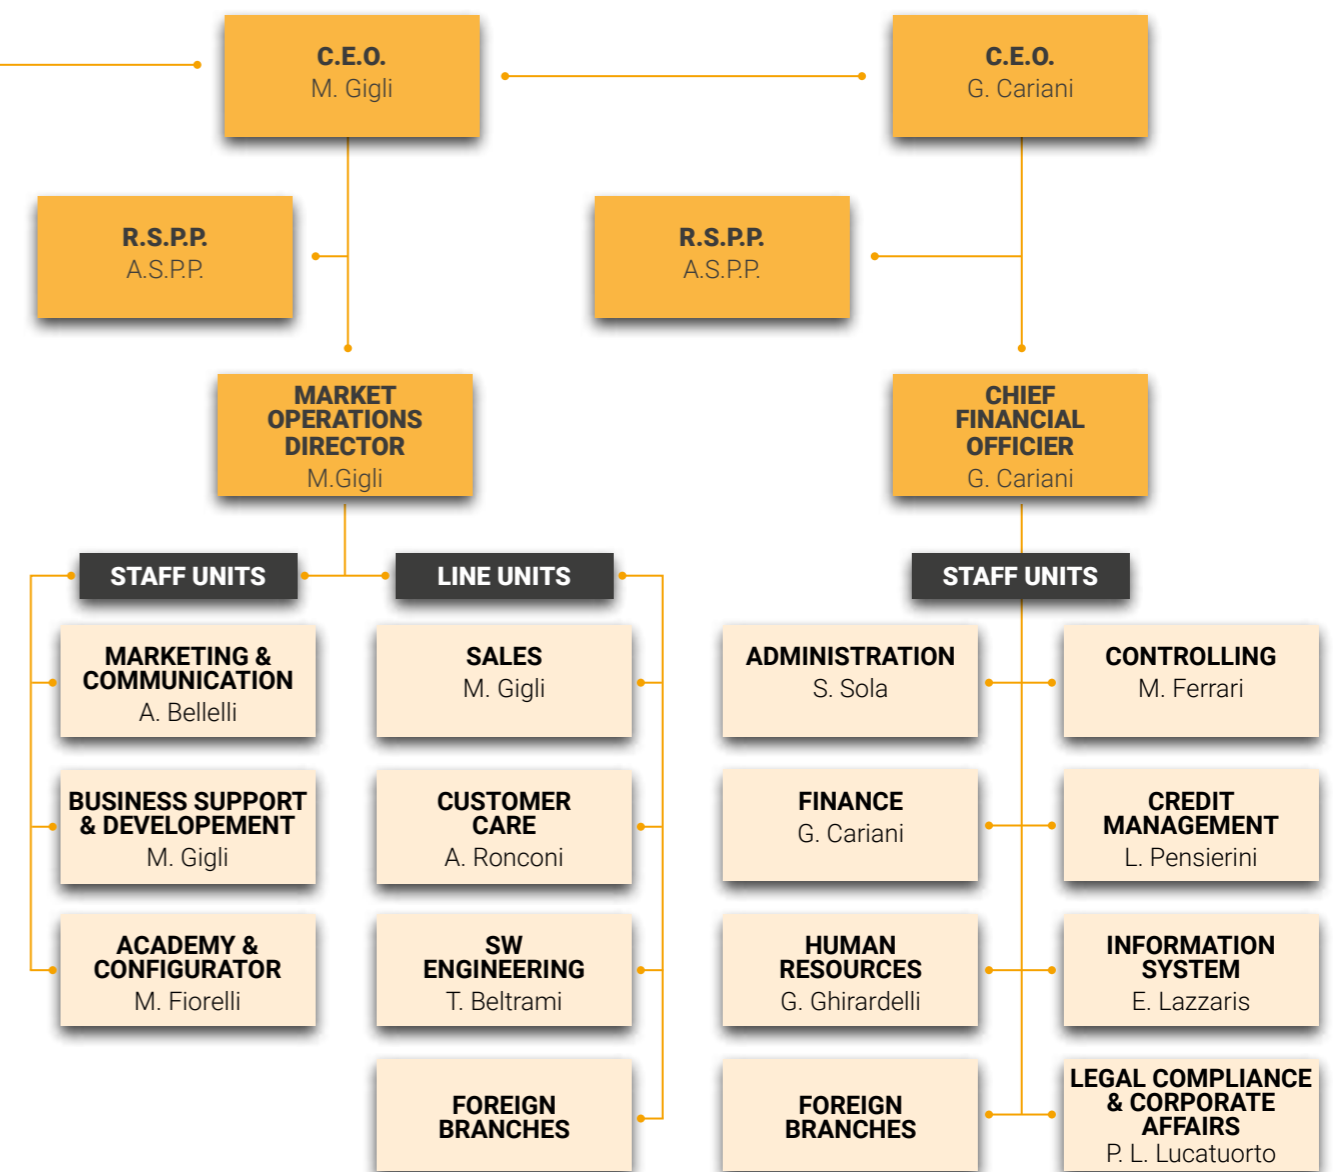 C.E.O.
M. Gigli
C.E.O.
G. Cariani
R.S.P.P.
A.S.P.P.
R.S.P.P.
A.S.P.P.
MARKET
OPERATIONS
DIRECTOR
M.Gigli
CHIEF
FINANCIAL
OFFICIER
G. Cariani
STAFF UNITS
LINE UNITS
STAFF UNITS
MARKETING &
COMMUNICATION
A. Bellelli
SALES
M. Gigli
ADMINISTRATION
S. Sola
CONTROLLING
M. Ferrari
BUSINESS SUPPORT
& DEVELOPEMENT
M. Gigli
CUSTOMER
CARE
A. Ronconi
FINANCE
G. Cariani
CREDIT
MANAGEMENT
L. Pensierini
ACADEMY &
CONFIGURATOR
M. Fiorelli
SW
ENGINEERING
T. Beltrami
HUMAN
RESOURCES
G. Ghirardelli
INFORMATION
SYSTEM
E. Lazzaris
FOREIGN
BRANCHES
FOREIGN
BRANCHES
LEGAL COMPLIANCE
& CORPORATE
AFFAIRS
P. L. Lucatuorto